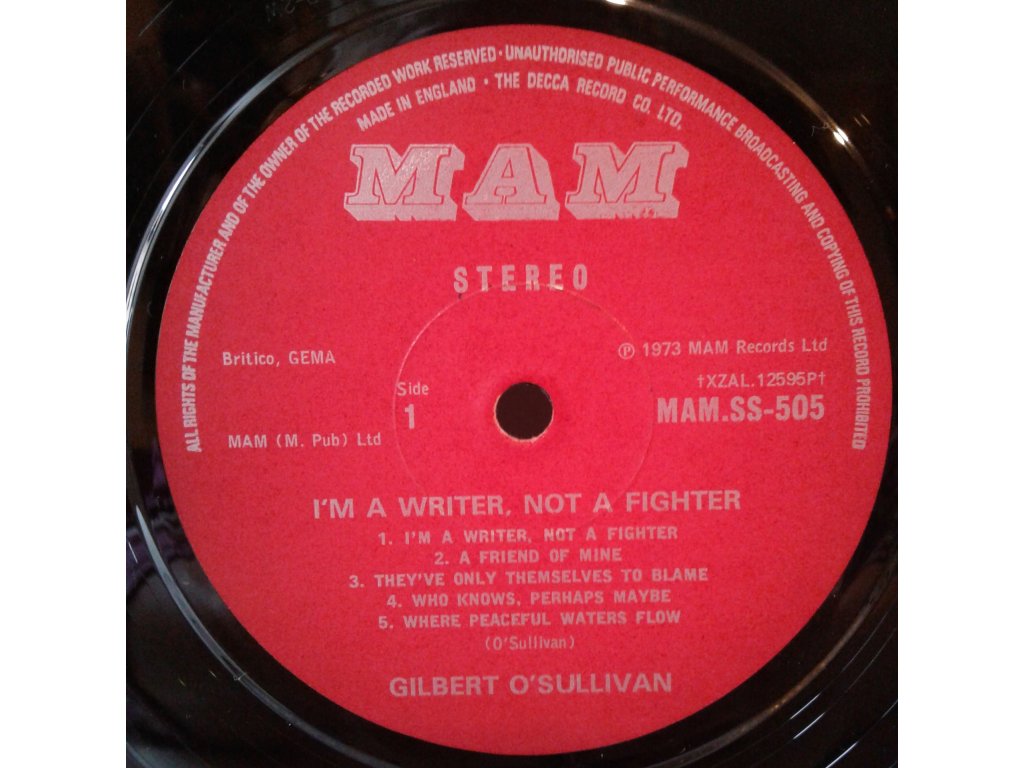 ALL RIGHTS OF THE MANUFACTURER AND OF THE OWNER OF THE RECORDED WORK RESERVED · UNAUTHORISED PUBLIC PERFORMANCE BROADCASTING AND COPYING OF THIS RECORD PROHIBITED
MADE IN ENGLAND · THE DECCA RECORD CO. LTD.
MAM
STEREO
Britico, GEMA
℗ 1973 MAM Records Ltd
Side
1
†XZAL.12595P†
MAM.SS-505
MAM (M. Pub) Ltd
I'M A WRITER, NOT A FIGHTER
1. I'M A WRITER, NOT A FIGHTER
2. A FRIEND OF MINE
3. THEY'VE ONLY THEMSELVES TO BLAME
4. WHO KNOWS, PERHAPS MAYBE
5. WHERE PEACEFUL WATERS FLOW
(O'Sullivan)
GILBERT O'SULLIVAN